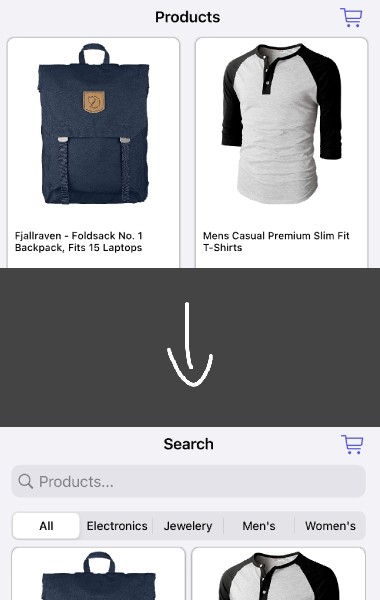 Products
Fjallraven - Foldsack No. 1
Backpack, Fits 15 Laptops
Mens Casual Premium Slim Fit
T-Shirts
Search
Products...
All Electronics Jewelery Men's Women's